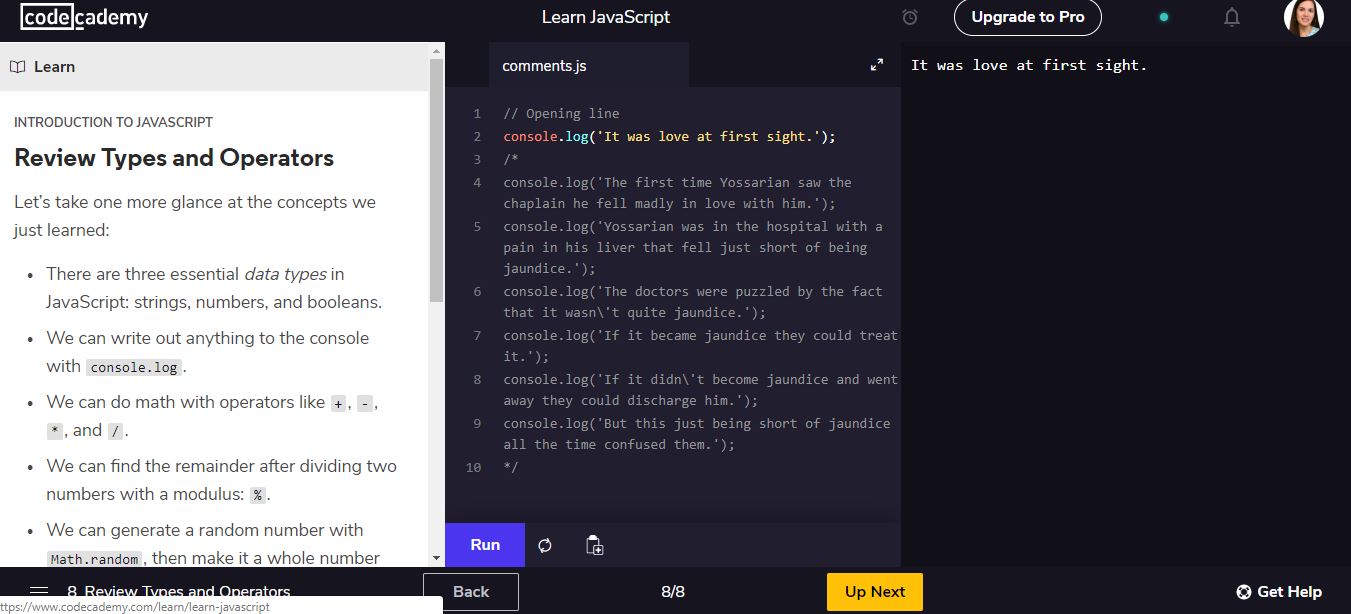 codecademy
Learn JavaScript
Upgrade to Pro
Learn
INTRODUCTION TO JAVASCRIPT
Review Types and Operators
Let's take one more glance at the concepts we
just learned:
• There are three essential data types in
JavaScript: strings, numbers, and booleans.
• We can write out anything to the console
with console.log.
• We can do math with operators like +, -,
*, and /.
• We can find the remainder after dividing two
numbers with a modulus: %.
• We can generate a random number with
Math.random, then make it a whole number
comments.js
1 // Opening line
2 console.log('It was love at first sight.');
3 /*
4 console.log('The first time Yossarian saw the
chaplain he fell madly in love with him.');
5 console.log('Yossarian was in the hospital with a
pain in his liver that fell just short of being
jaundice.');
6 console.log('The doctors were puzzled by the fact
that it wasn\'t quite jaundice.');
7 console.log('If it became jaundice they could treat
it.');
8 console.log('If it didn\'t become jaundice and went
away they could discharge him.');
9 console.log('But this just being short of jaundice
all the time confused them.');
10 */
Run
It was love at first sight.
8 Review Types and Operators
Back
8/8
Up Next
Get Help
ttps://www.codecademy.com/learn/learn-javascript